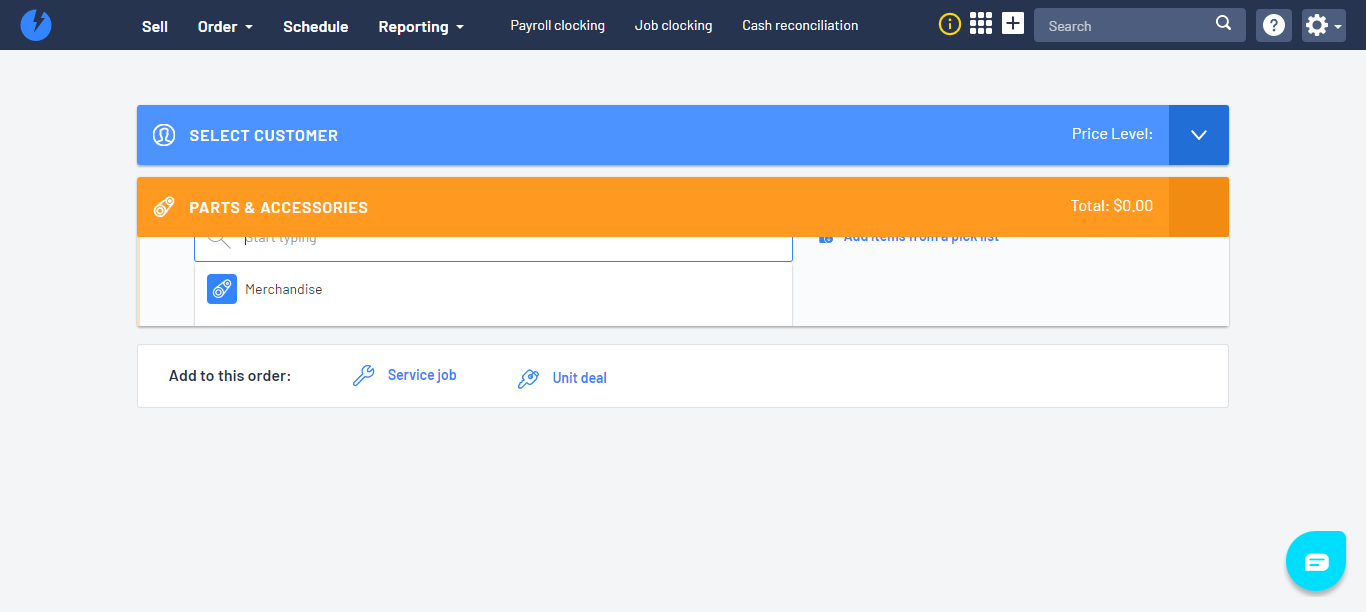 Sell Order Schedule Reporting Payroll clocking Job clocking Cash reconciliation Search
SELECT CUSTOMER Price Level:
PARTS & ACCESSORIES Total: $0.00
Start typing Add items from a pick list
Merchandise
Add to this order: Service job Unit deal